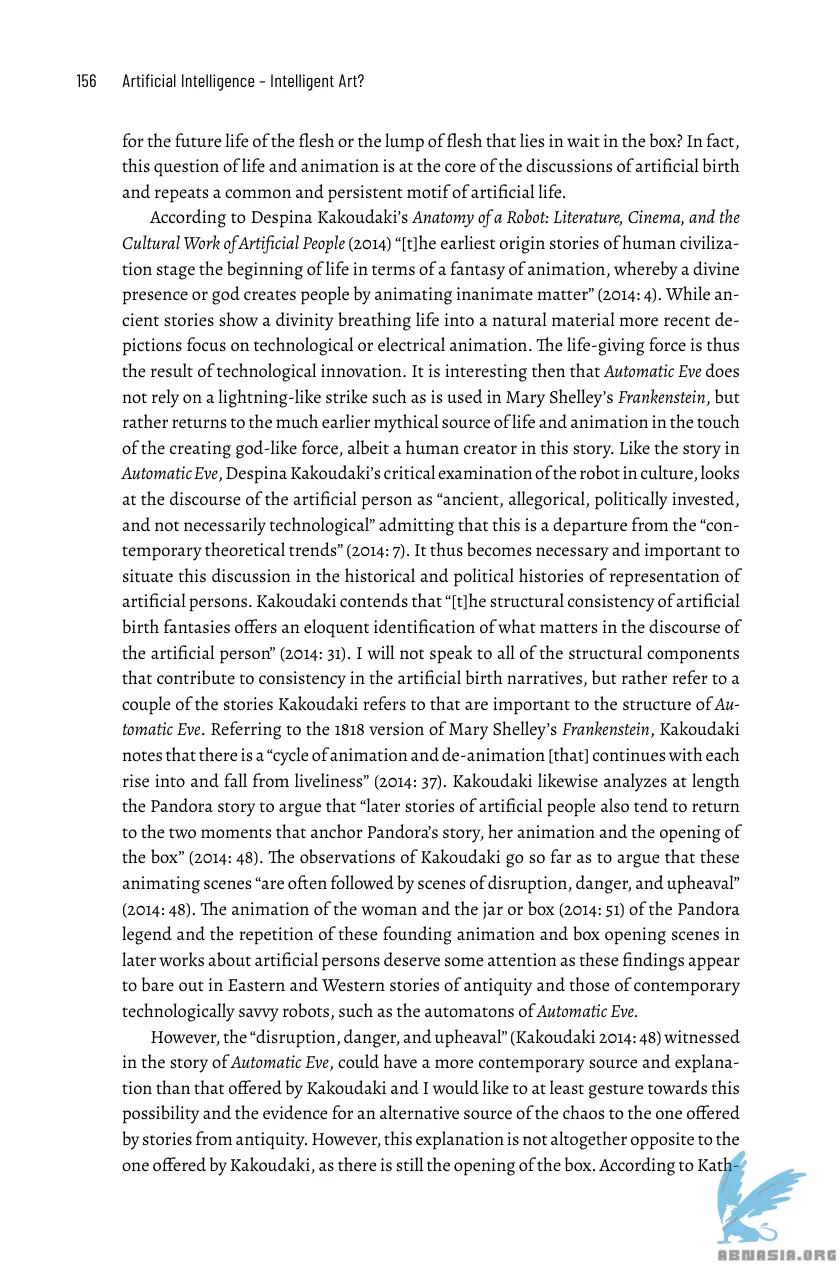 156 Artificial Intelligence – Intelligent Art?
for the future life of the flesh or the lump of flesh that lies in wait in the box? In fact,
this question of life and animation is at the core of the discussions of artificial birth
and repeats a common and persistent motif of artificial life.
According to Despina Kakoudaki’s Anatomy of a Robot: Literature, Cinema, and the
Cultural Work of Artificial People (2014) “[t]he earliest origin stories of human civiliza-
tion stage the beginning of life in terms of a fantasy of animation, whereby a divine
presence or god creates people by animating inanimate matter” (2014: 4). While an-
cient stories show a divinity breathing life into a natural material more recent de-
pictions focus on technological or electrical animation. The life-giving force is thus
the result of technological innovation. It is interesting then that Automatic Eve does
not rely on a lightning-like strike such as is used in Mary Shelley’s Frankenstein, but
rather returns to the much earlier mythical source of life and animation in the touch
of the creating god-like force, albeit a human creator in this story. Like the story in
Automatic Eve, Despina Kakoudaki’s critical examination of the robot in culture, looks
at the discourse of the artificial person as “ancient, allegorical, politically invested,
and not necessarily technological” admitting that this is a departure from the “con-
temporary theoretical trends” (2014: 7). It thus becomes necessary and important to
situate this discussion in the historical and political histories of representation of
artificial persons. Kakoudaki contends that “[t]he structural consistency of artificial
birth fantasies offers an eloquent identification of what matters in the discourse of
the artificial person” (2014: 31). I will not speak to all of the structural components
that contribute to consistency in the artificial birth narratives, but rather refer to a
couple of the stories Kakoudaki refers to that are important to the structure of Au-
tomatic Eve. Referring to the 1818 version of Mary Shelley’s Frankenstein, Kakoudaki
notes that there is a “cycle of animation and de-animation [that] continues with each
rise into and fall from liveliness” (2014: 37). Kakoudaki likewise analyzes at length
the Pandora story to argue that “later stories of artificial people also tend to return
to the two moments that anchor Pandora’s story, her animation and the opening of
the box” (2014: 48). The observations of Kakoudaki go so far as to argue that these
animating scenes “are often followed by scenes of disruption, danger, and upheaval”
(2014: 48). The animation of the woman and the jar or box (2014: 51) of the Pandora
legend and the repetition of these founding animation and box opening scenes in
later works about artificial persons deserve some attention as these findings appear
to bare out in Eastern and Western stories of antiquity and those of contemporary
technologically savvy robots, such as the automatons of Automatic Eve.
However, the “disruption, danger, and upheaval” (Kakoudaki 2014: 48) witnessed
in the story of Automatic Eve, could have a more contemporary source and explana-
tion than that offered by Kakoudaki and I would like to at least gesture towards this
possibility and the evidence for an alternative source of the chaos to the one offered
by stories from antiquity. However, this explanation is not altogether opposite to the
one offered by Kakoudaki, as there is still the opening of the box. According to Kath-
ABNASIA.ORG